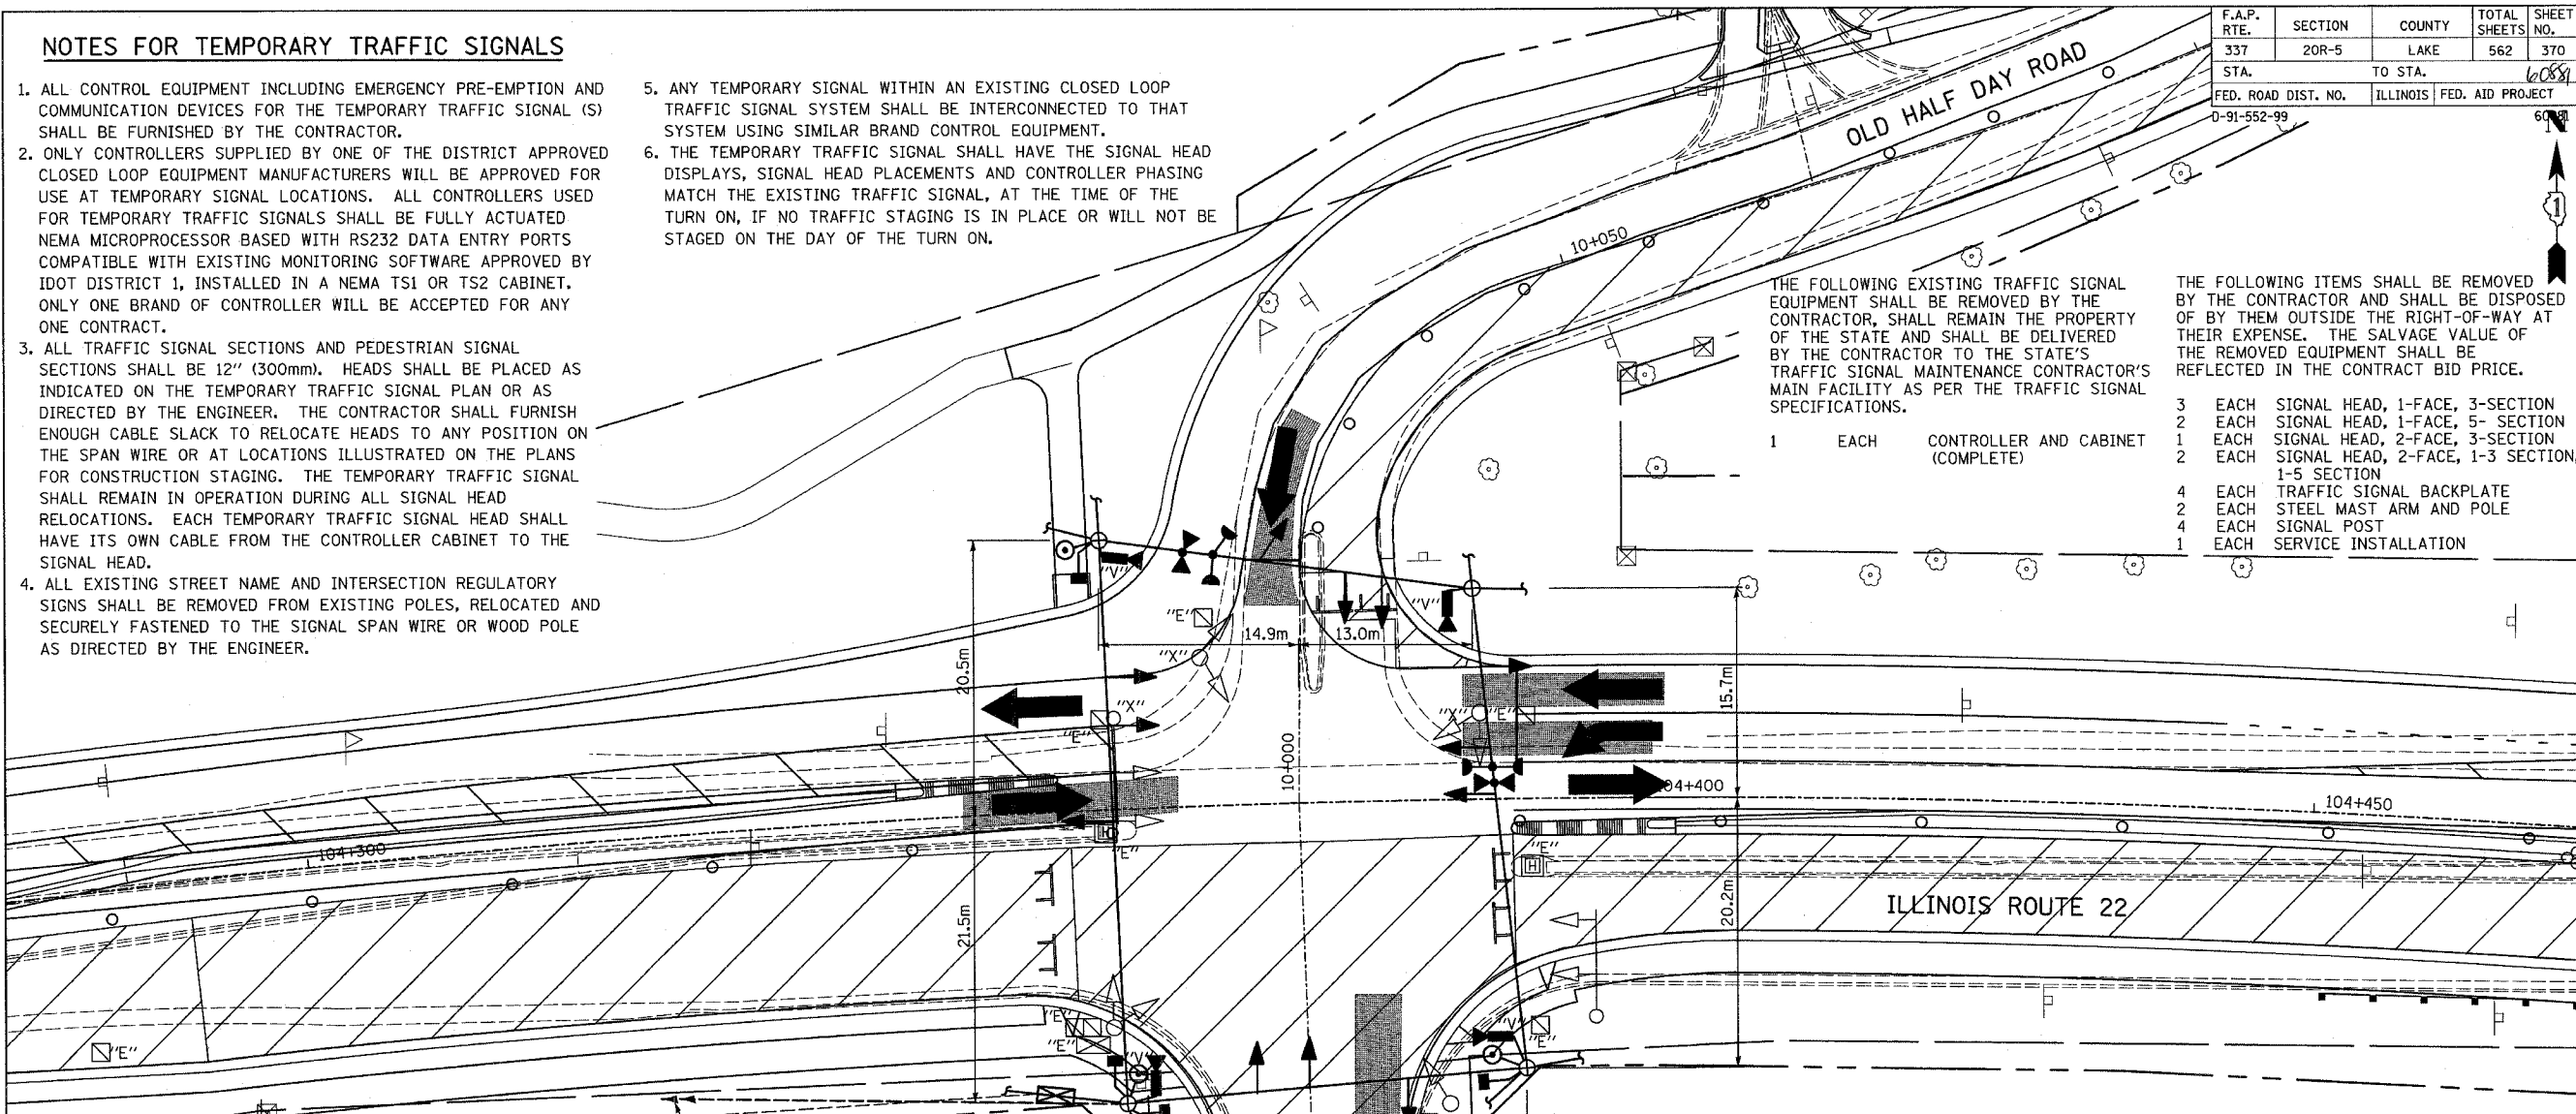 NOTES FOR TEMPORARY TRAFFIC SIGNALS
1. ALL CONTROL EQUIPMENT INCLUDING EMERGENCY PRE-EMPTION AND
COMMUNICATION DEVICES FOR THE TEMPORARY TRAFFIC SIGNAL (S)
SHALL BE FURNISHED BY THE CONTRACTOR.
2. ONLY CONTROLLERS SUPPLIED BY ONE OF THE DISTRICT APPROVED
CLOSED LOOP EQUIPMENT MANUFACTURERS WILL BE APPROVED FOR
USE AT TEMPORARY SIGNAL LOCATIONS. ALL CONTROLLERS USED
FOR TEMPORARY TRAFFIC SIGNALS SHALL BE FULLY ACTUATED
NEMA MICROPROCESSOR BASED WITH RS232 DATA ENTRY PORTS
COMPATIBLE WITH EXISTING MONITORING SOFTWARE APPROVED BY
IDOT DISTRICT 1, INSTALLED IN A NEMA TS1 OR TS2 CABINET.
ONLY ONE BRAND OF CONTROLLER WILL BE ACCEPTED FOR ANY
ONE CONTRACT.
3. ALL TRAFFIC SIGNAL SECTIONS AND PEDESTRIAN SIGNAL
SECTIONS SHALL BE 12" (300mm). HEADS SHALL BE PLACED AS
INDICATED ON THE TEMPORARY TRAFFIC SIGNAL PLAN OR AS
DIRECTED BY THE ENGINEER. THE CONTRACTOR SHALL FURNISH
ENOUGH CABLE SLACK TO RELOCATE HEADS TO ANY POSITION ON
THE SPAN WIRE OR AT LOCATIONS ILLUSTRATED ON THE PLANS
FOR CONSTRUCTION STAGING. THE TEMPORARY TRAFFIC SIGNAL
SHALL REMAIN IN OPERATION DURING ALL SIGNAL HEAD
RELOCATIONS. EACH TEMPORARY TRAFFIC SIGNAL HEAD SHALL
HAVE ITS OWN CABLE FROM THE CONTROLLER CABINET TO THE
SIGNAL HEAD.
4. ALL EXISTING STREET NAME AND INTERSECTION REGULATORY
SIGNS SHALL BE REMOVED FROM EXISTING POLES, RELOCATED AND
SECURELY FASTENED TO THE SIGNAL SPAN WIRE OR WOOD POLE
AS DIRECTED BY THE ENGINEER.
5. ANY TEMPORARY SIGNAL WITHIN AN EXISTING CLOSED LOOP
TRAFFIC SIGNAL SYSTEM SHALL BE INTERCONNECTED TO THAT
SYSTEM USING SIMILAR BRAND CONTROL EQUIPMENT.
6. THE TEMPORARY TRAFFIC SIGNAL SHALL HAVE THE SIGNAL HEAD
DISPLAYS, SIGNAL HEAD PLACEMENTS AND CONTROLLER PHASING
MATCH THE EXISTING TRAFFIC SIGNAL, AT THE TIME OF THE
TURN ON, IF NO TRAFFIC STAGING IS IN PLACE OR WILL NOT BE
STAGED ON THE DAY OF THE TURN ON.
F.A.P. RTE. SECTION COUNTY TOTAL SHEETS SHEET NO.
337 20R-5 LAKE 562 370
STA. TO STA.
FED. ROAD DIST. NO. ILLINOIS FED. AID PROJECT
D-91-552-99
N
1
OLD HALF DAY ROAD
10+050
THE FOLLOWING EXISTING TRAFFIC SIGNAL
EQUIPMENT SHALL BE REMOVED BY THE
CONTRACTOR, SHALL REMAIN THE PROPERTY
OF THE STATE AND SHALL BE DELIVERED
BY THE CONTRACTOR TO THE STATE'S
TRAFFIC SIGNAL MAINTENANCE CONTRACTOR'S
MAIN FACILITY AS PER THE TRAFFIC SIGNAL
SPECIFICATIONS.
1 EACH CONTROLLER AND CABINET
(COMPLETE)
THE FOLLOWING ITEMS SHALL BE REMOVED
BY THE CONTRACTOR AND SHALL BE DISPOSED
OF BY THEM OUTSIDE THE RIGHT-OF-WAY AT
THEIR EXPENSE. THE SALVAGE VALUE OF
THE REMOVED EQUIPMENT SHALL BE
REFLECTED IN THE CONTRACT BID PRICE.
3 EACH SIGNAL HEAD, 1-FACE, 3-SECTION
2 EACH SIGNAL HEAD, 1-FACE, 5- SECTION
1 EACH SIGNAL HEAD, 2-FACE, 3-SECTION
2 EACH SIGNAL HEAD, 2-FACE, 1-3 SECTION,
1-5 SECTION
4 EACH TRAFFIC SIGNAL BACKPLATE
2 EACH STEEL MAST ARM AND POLE
4 EACH SIGNAL POST
1 EACH SERVICE INSTALLATION
"V"
"V"
"E"
14.9m
13.0m
"X"
20.5m
15.7m
"X"
"E"
"X"
"E"
10+000
104+400
104+450
104+300
"E"
H
"E"
H
21.5m
20.2m
ILLINOIS ROUTE 22
"E"
"E"
"E"
"V"
"V"
"E"